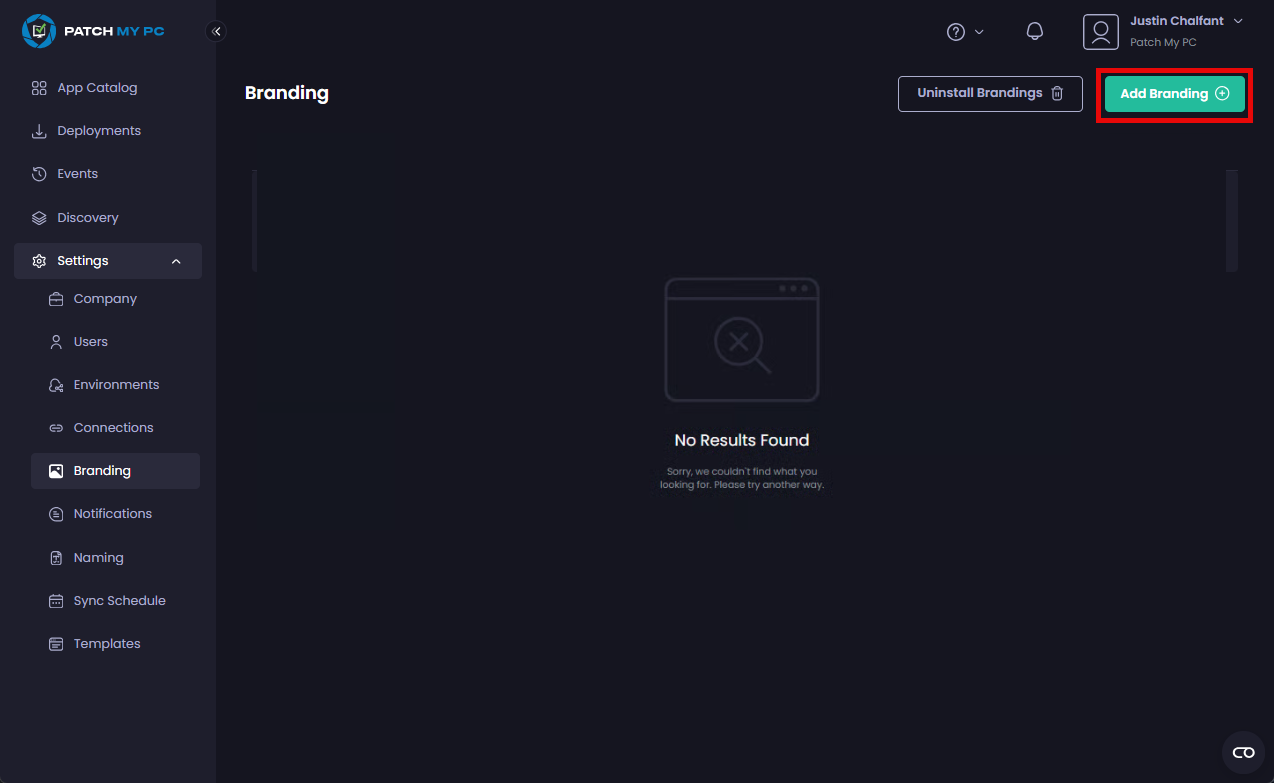 PATCH MY PC
Justin Chalfant
Patch My PC
App Catalog
Deployments
Events
Discovery
Settings
Company
Users
Environments
Connections
Branding
Notifications
Naming
Sync Schedule
Templates
Branding
Uninstall Brandings
Add Branding
No Results Found
Sorry, we couldn't find what you
looking for. Please try another way.